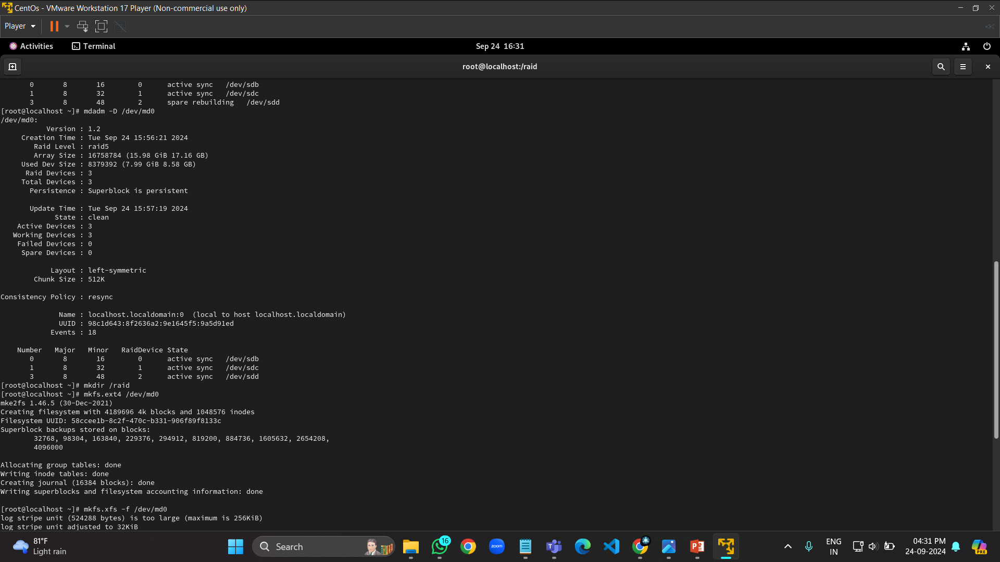 CentOs - VMware Workstation 17 Player (Non-commercial use only)
Player
Activities Terminal Sep 24 16:31
root@localhost:/raid
0 8 16 0 active sync /dev/sdb
1 8 32 1 active sync /dev/sdc
3 8 48 2 spare rebuilding /dev/sdd
[root@localhost ~]# mdadm -D /dev/md0
/dev/md0:
Version : 1.2
Creation Time : Tue Sep 24 15:56:21 2024
Raid Level : raid5
Array Size : 16758784 (15.98 GiB 17.16 GB)
Used Dev Size : 8379392 (7.99 GiB 8.58 GB)
Raid Devices : 3
Total Devices : 3
Persistence : Superblock is persistent
Update Time : Tue Sep 24 15:57:19 2024
State : clean
Active Devices : 3
Working Devices : 3
Failed Devices : 0
Spare Devices : 0
Layout : left-symmetric
Chunk Size : 512K
Consistency Policy : resync
Name : localhost.localdomain:0 (local to host localhost.localdomain)
UUID : 98c1d643:8f2636a2:9e1645f5:9a5d91ed
Events : 18
Number Major Minor RaidDevice State
0 8 16 0 active sync /dev/sdb
1 8 32 1 active sync /dev/sdc
3 8 48 2 active sync /dev/sdd
[root@localhost ~]# mkdir /raid
[root@localhost ~]# mkfs.ext4 /dev/md0
mke2fs 1.46.5 (30-Dec-2021)
Creating filesystem with 4189696 4k blocks and 1048576 inodes
Filesystem UUID: 58ccee1b-8c2f-470c-b331-906f89f8133c
Superblock backups stored on blocks:
32768, 98304, 163840, 229376, 294912, 819200, 884736, 1605632, 2654208,
4096000
Allocating group tables: done
Writing inode tables: done
Creating journal (16384 blocks): done
Writing superblocks and filesystem accounting information: done
[root@localhost ~]# mkfs.xfs -f /dev/md0
log stripe unit (524288 bytes) is too large (maximum is 256KiB)
log stripe unit adjusted to 32KiB
81°F
Light rain
Search
16
zoom
ENG
IN
04:31 PM
24-09-2024
PRE